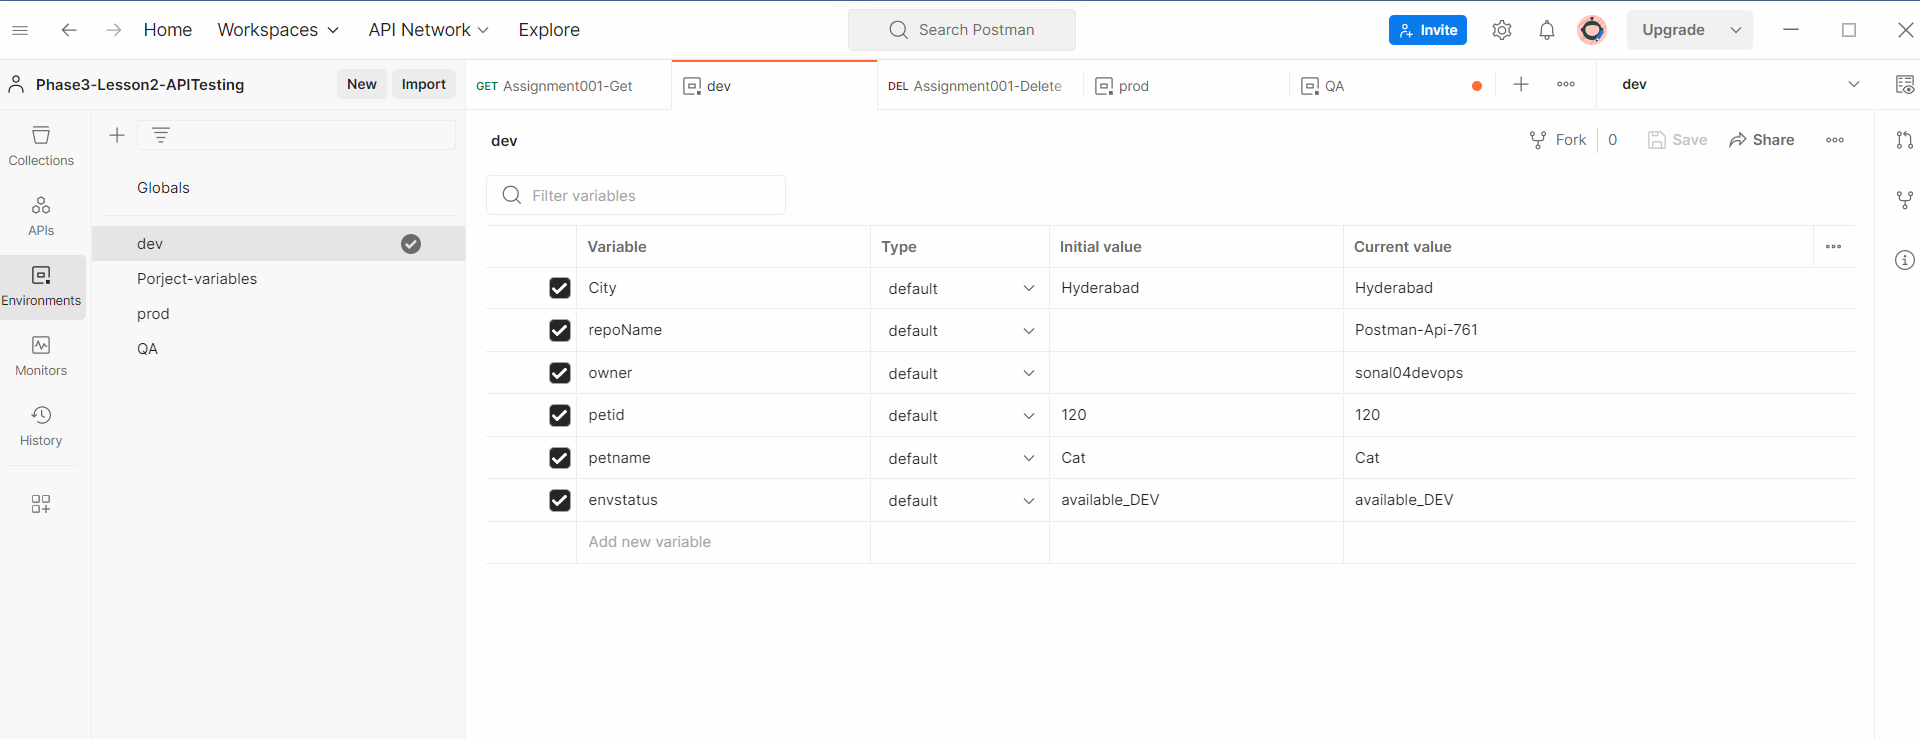 Home Workspaces API Network Explore Search Postman Invite Upgrade
Phase3-Lesson2-APITesting New Import GET Assignment001-Get dev DEL Assignment001-Delete prod QA dev
Collections
APIs
Environments
Monitors
History
Globals
dev
Porject-variables
prod
QA
dev Fork 0 Save Share
Filter variables
Variable Type Initial value Current value
City default Hyderabad Hyderabad
repoName default Postman-Api-761
owner default sonal04devops
petid default 120 120
petname default Cat Cat
envstatus default available_DEV available_DEV
Add new variable